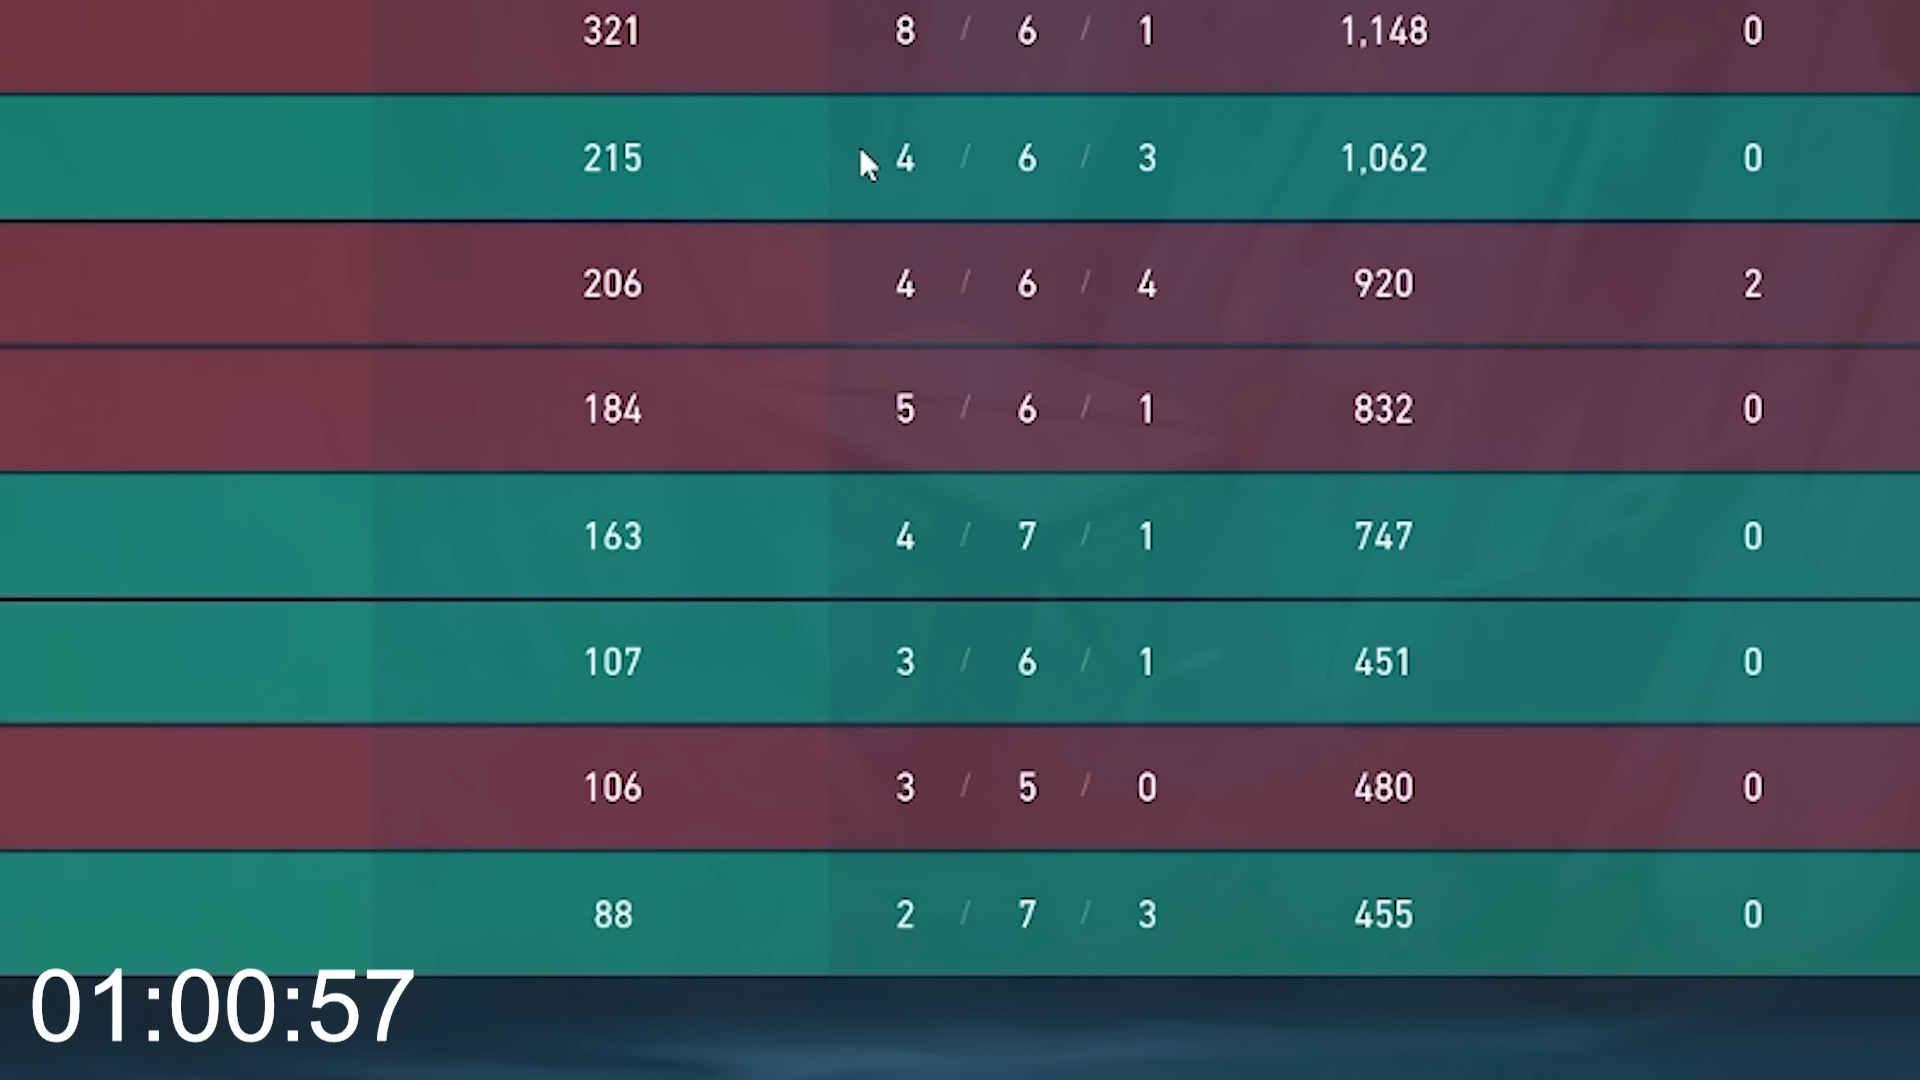 321 8 / 6 / 1 1,148 0
215 4 / 6 / 3 1,062 0
206 4 / 6 / 4 920 2
184 5 / 6 / 1 832 0
163 4 / 7 / 1 747 0
107 3 / 6 / 1 451 0
106 3 / 5 / 0 480 0
88 2 / 7 / 3 455 0
01:00:57